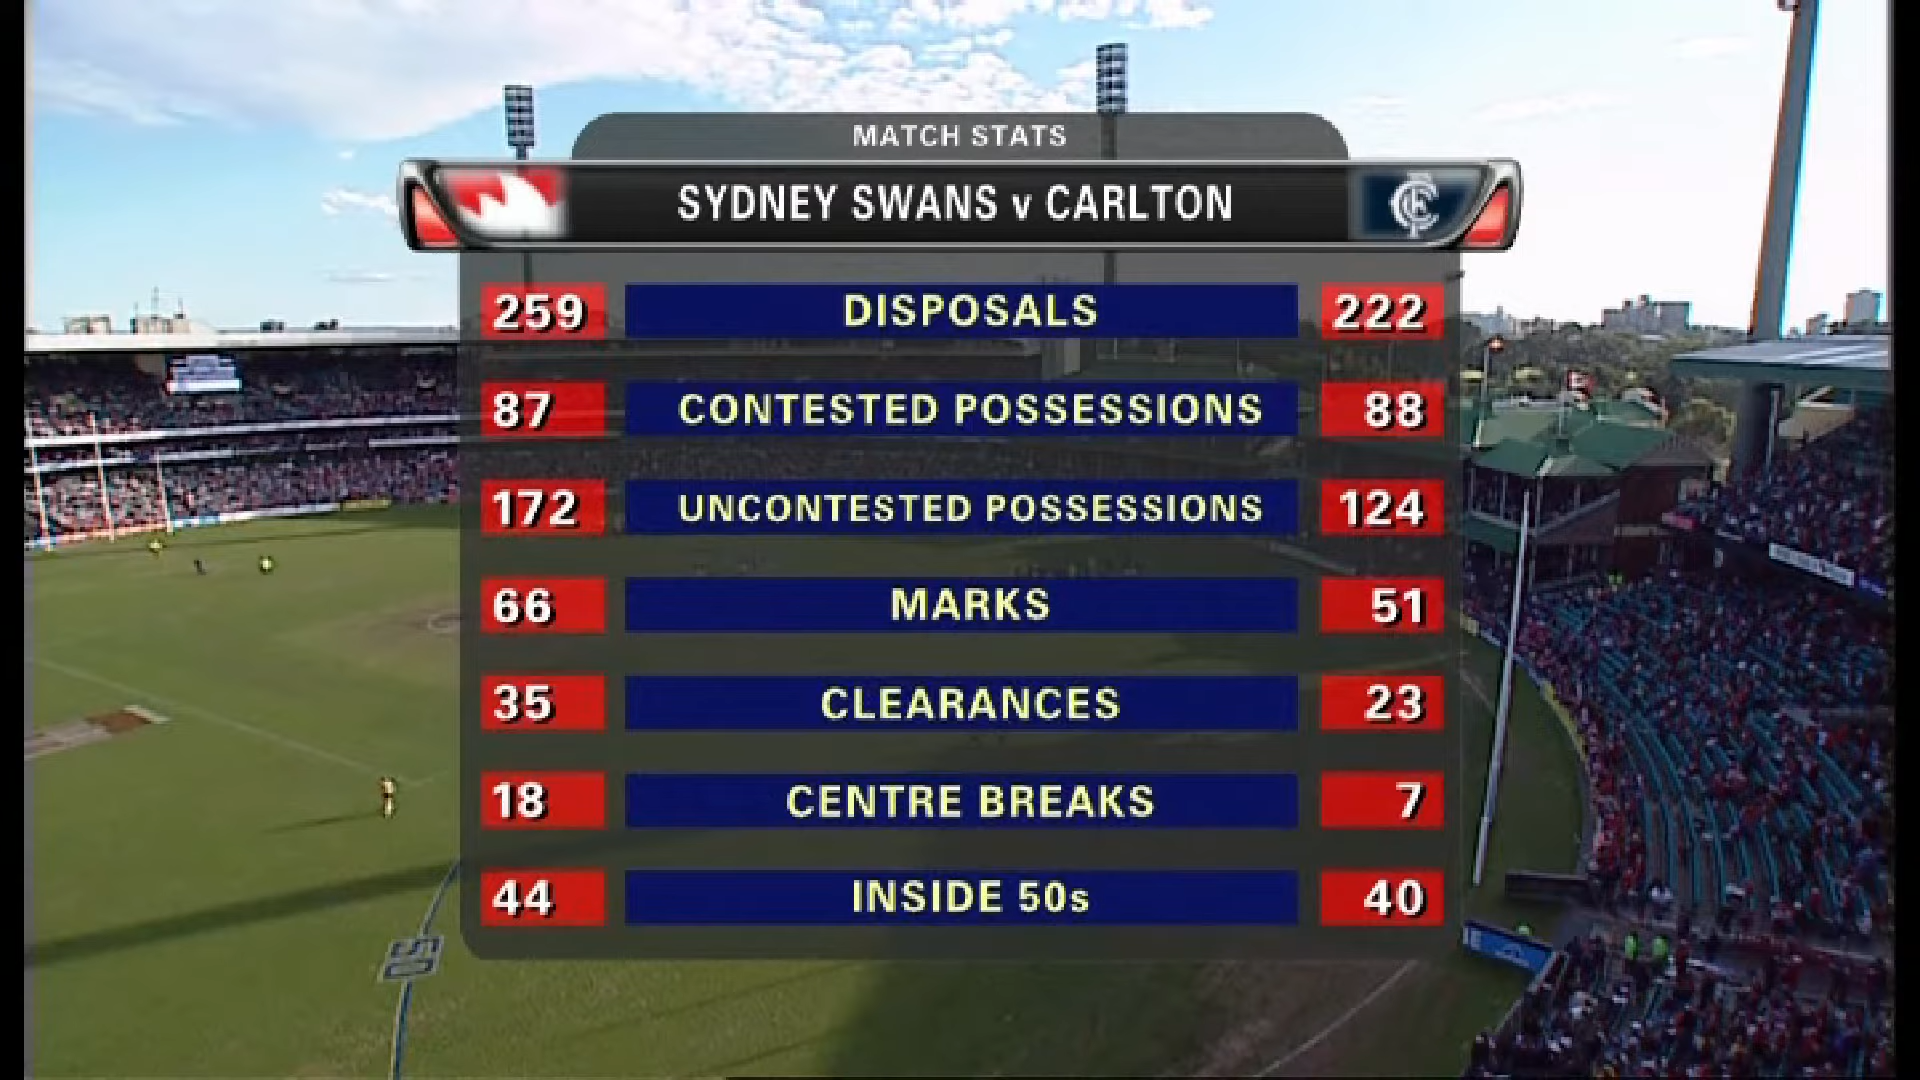 MATCH STATS
SYDNEY SWANS v CARLTON
259 DISPOSALS 222
87 CONTESTED POSSESSIONS 88
172 UNCONTESTED POSSESSIONS 124
66 MARKS 51
35 CLEARANCES 23
18 CENTRE BREAKS 7
44 INSIDE 50s 40
50